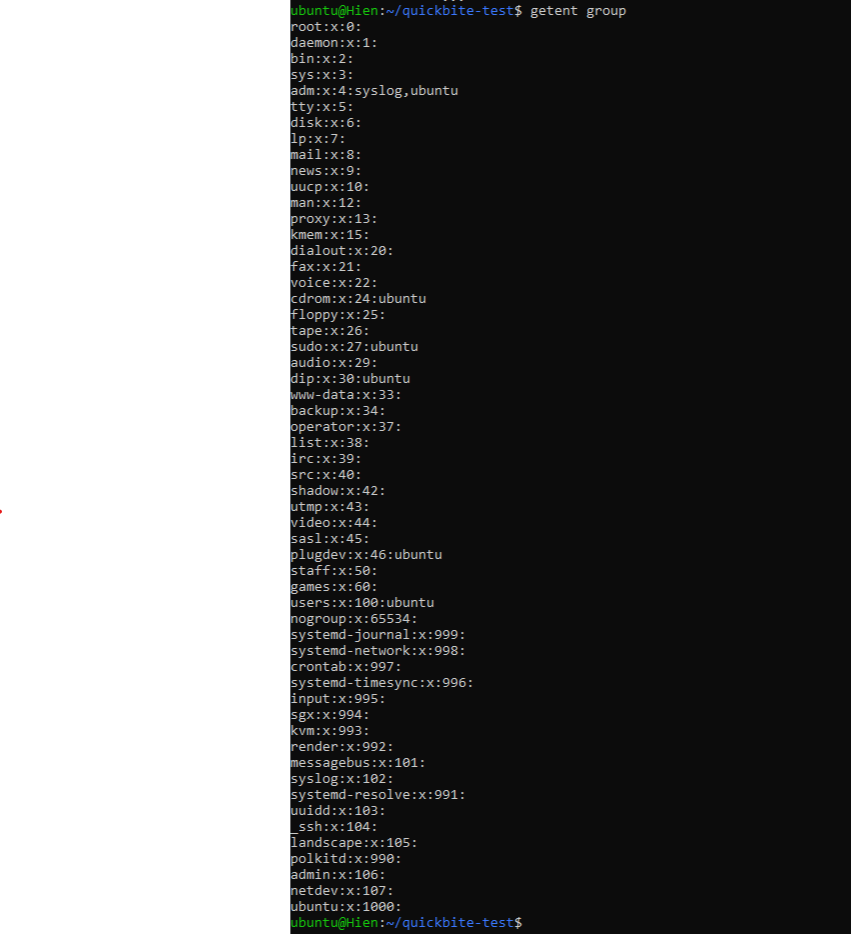 ubuntu@Hien:~/quickbite-test$ getent group
root:x:0:
daemon:x:1:
bin:x:2:
sys:x:3:
adm:x:4:syslog,ubuntu
tty:x:5:
disk:x:6:
lp:x:7:
mail:x:8:
news:x:9:
uucp:x:10:
man:x:12:
proxy:x:13:
kmem:x:15:
dialout:x:20:
fax:x:21:
voice:x:22:
cdrom:x:24:ubuntu
floppy:x:25:
tape:x:26:
sudo:x:27:ubuntu
audio:x:29:
dip:x:30:ubuntu
www-data:x:33:
backup:x:34:
operator:x:37:
list:x:38:
irc:x:39:
src:x:40:
shadow:x:42:
utmp:x:43:
video:x:44:
sasl:x:45:
plugdev:x:46:ubuntu
staff:x:50:
games:x:60:
users:x:100:ubuntu
nogroup:x:65534:
systemd-journal:x:999:
systemd-network:x:998:
crontab:x:997:
systemd-timesync:x:996:
input:x:995:
sgx:x:994:
kvm:x:993:
render:x:992:
messagebus:x:101:
syslog:x:102:
systemd-resolve:x:991:
uuidd:x:103:
_ssh:x:104:
landscape:x:105:
polkitd:x:990:
admin:x:106:
netdev:x:107:
ubuntu:x:1000:
ubuntu@Hien:~/quickbite-test$